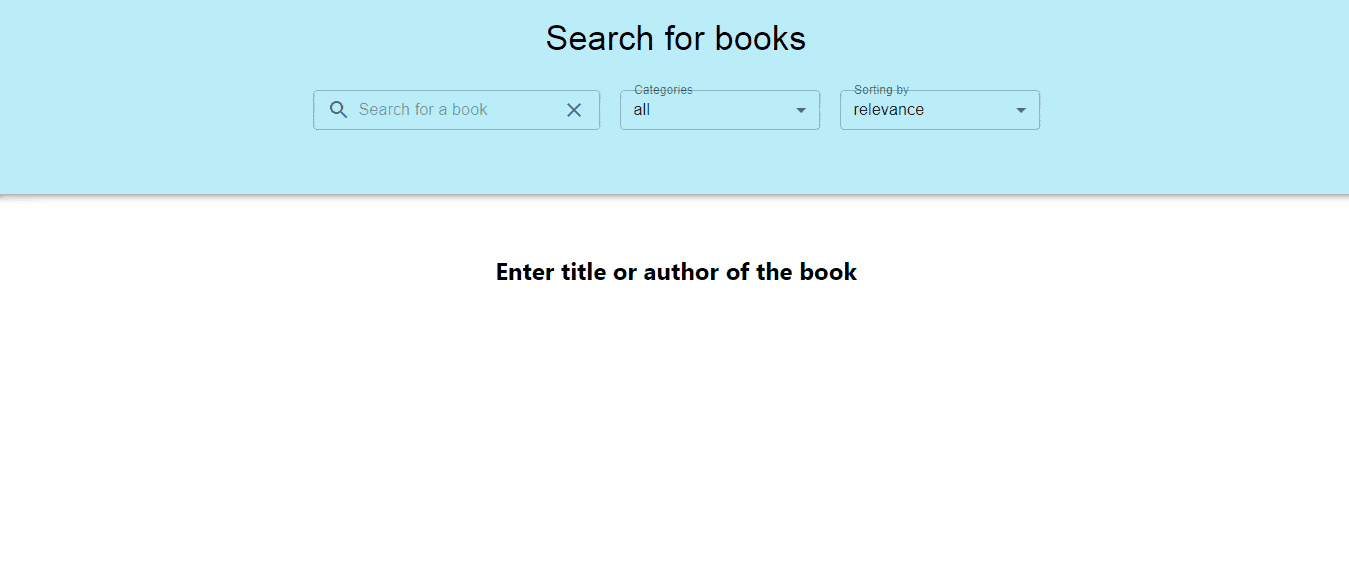 Search for books
Categories
Sorting by
Search for a book
all
relevance
Enter title or author of the book